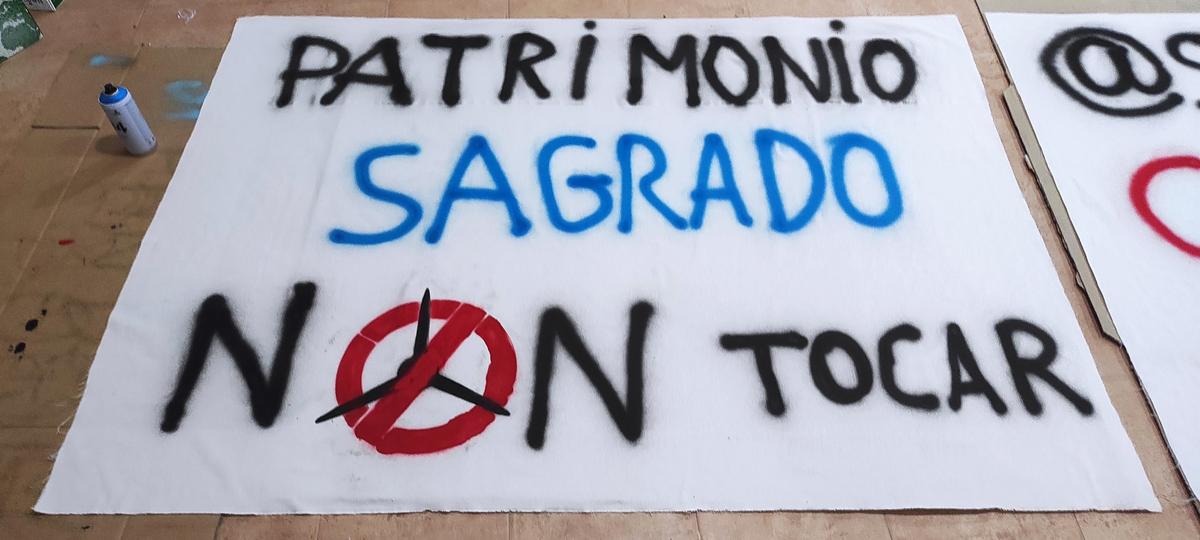 PATRiMONiO
SAGRADO
NON TOCAR
@